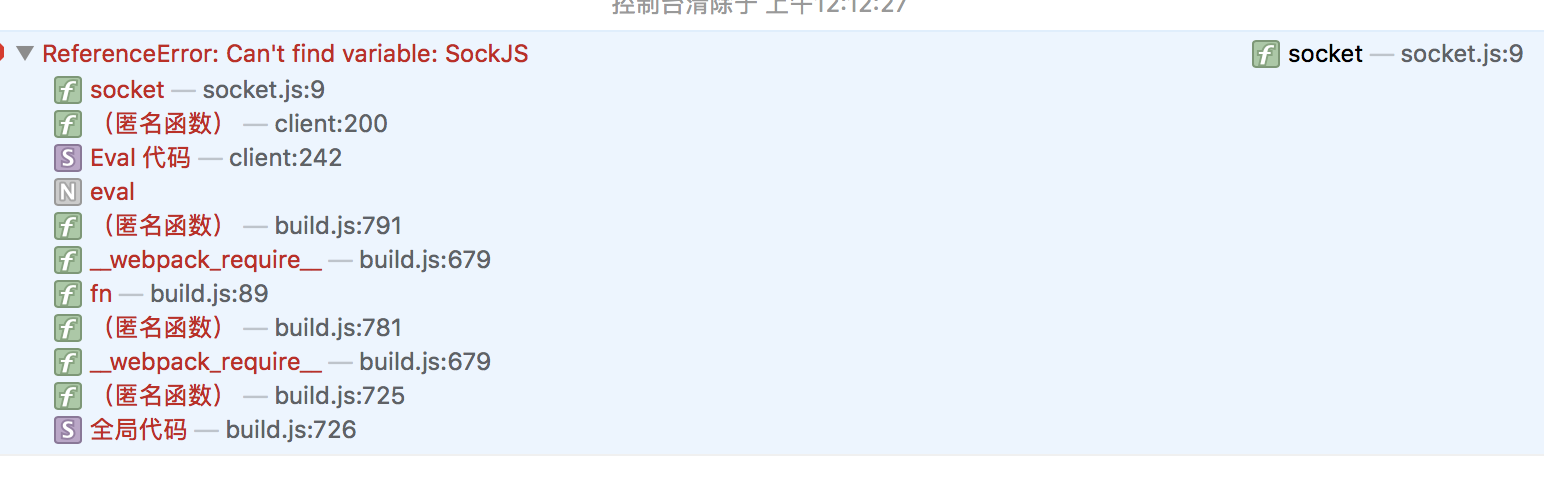 控制台清除于 上午12:12:27
ReferenceError: Can't find variable: SockJS f socket — socket.js:9
f socket — socket.js:9
f （匿名函数） — client:200
S Eval 代码 — client:242
N eval
f （匿名函数） — build.js:791
f __webpack_require__ — build.js:679
f fn — build.js:89
f （匿名函数） — build.js:781
f __webpack_require__ — build.js:679
f （匿名函数） — build.js:725
S 全局代码 — build.js:726